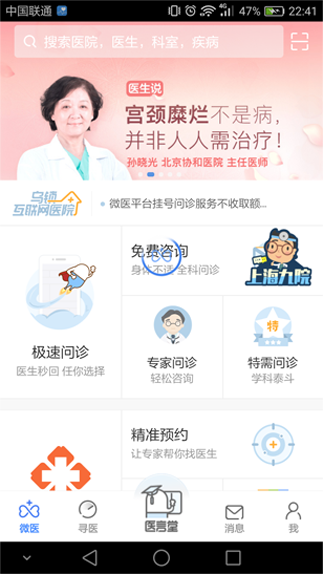 中国联通
4G
47%
22:41
搜索医院，医生，科室，疾病
医生说
宫颈糜烂不是病，
并非人人需治疗！
孙晓光 北京协和医院 主任医师
乌镇
互联网医院
微医平台挂号问诊服务不收取额...
免费咨询
身体不适 全科问诊
上海九院
极速问诊
医生秒回 任你选择
专家问诊
轻松咨询
特
特需问诊
学科泰斗
精准预约
让专家帮你找医生
微医
寻医
医言堂
消息
我